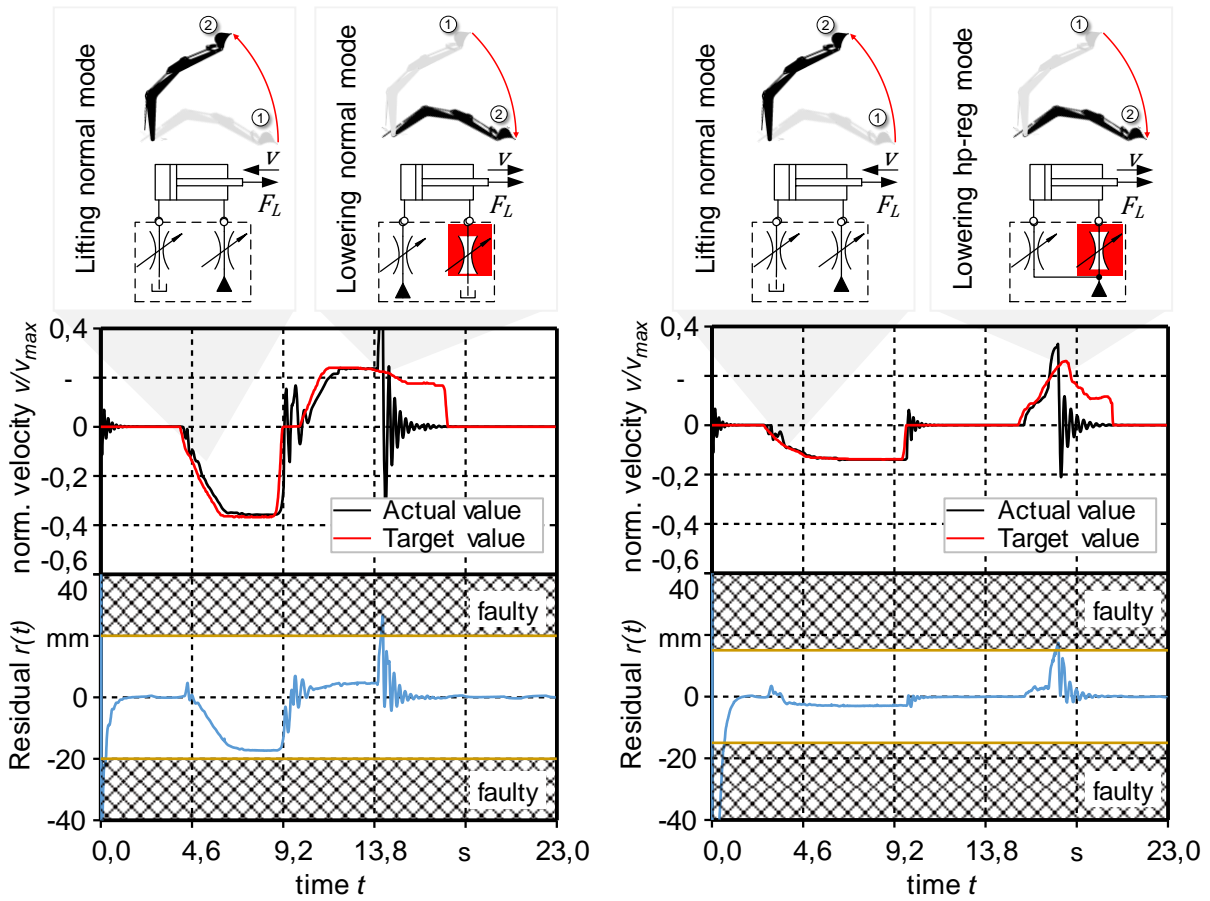 Lifting normal mode
②
①
v
F_L
Lowering normal mode
①
②
v
F_L
Lifting normal mode
②
①
v
F_L
Lowering hp-reg mode
①
②
v
F_L
norm. velocity v/v_max
0,4
-
0
-0,2
-0,4
-0,6
Actual value
Target value
Residual r(t)
40
mm
0
-20
-40
faulty
faulty
0,0 4,6 9,2 13,8 s 23,0
time t
norm. velocity v/v_max
0,4
-
0
-0,2
-0,4
-0,6
Actual value
Target value
Residual r(t)
40
mm
0
-20
-40
faulty
faulty
0,0 4,6 9,2 13,8 s 23,0
time t